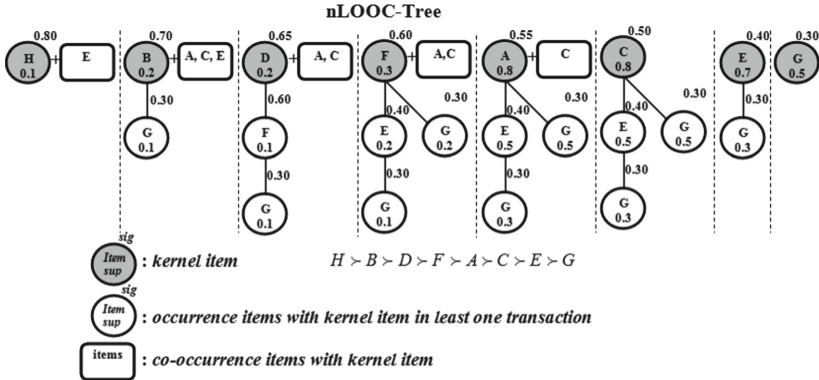 nLOOC-Tree
0.80 0.70 0.65 0.60 0.55 0.50 0.40 0.30
H 0.1 + E
B 0.2 + A, C, E
D 0.2 + A, C
F 0.3 + A,C
A 0.8 + C
C 0.8
E 0.7
G 0.5
0.30 0.60 0.40 0.30 0.40 0.30 0.40 0.30 0.30
G 0.1
F 0.1
E 0.2
G 0.2
E 0.5
G 0.5
E 0.5
G 0.5
G 0.3
0.30 0.30 0.30 0.30
G 0.1
G 0.1
G 0.3
G 0.3
sig
Item sup : kernel item
H ≻ B ≻ D ≻ F ≻ A ≻ C ≻ E ≻ G
sig
Item sup : occurrence items with kernel item in least one transaction
items : co-occurrence items with kernel item